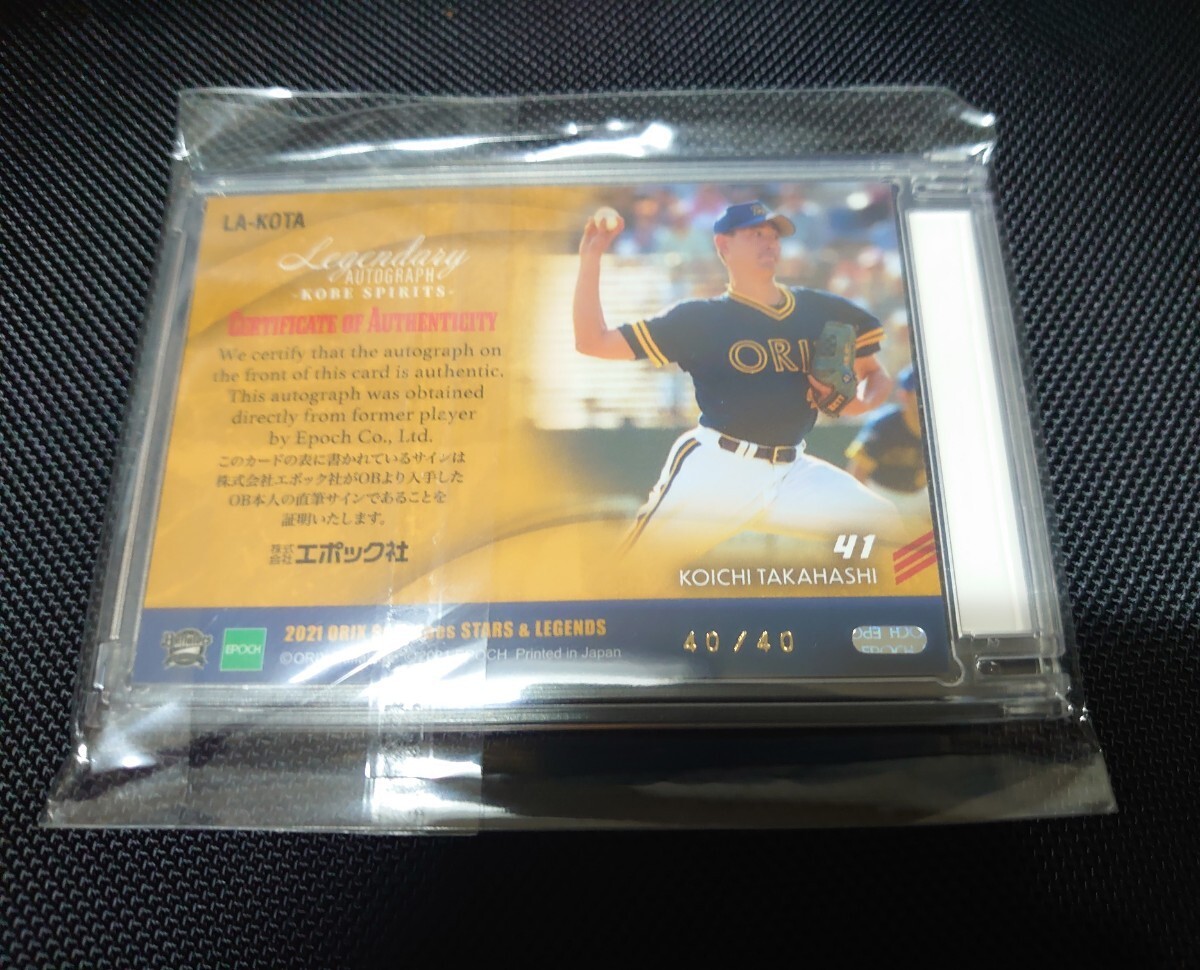 LA-KOTA
Legendary
AUTOGRAPH
-KOBE SPIRITS-
CERTIFICATE OF AUTHENTICITY
We certify that the autograph on
the front of this card is authentic.
This autograph was obtained
directly from former player
by Epoch Co., Ltd.
このカードの表に書かれているサインは
株式会社エポック社がOBより入手した
OB本人の直筆サインであることを
証明いたします。
株式会社エポック社
ORI
41
KOICHI TAKAHASHI
Buffaloes
EPOCH
2021 ORIX STARS & LEGENDS
EPOCH Printed in Japan
40/40
EPOCH